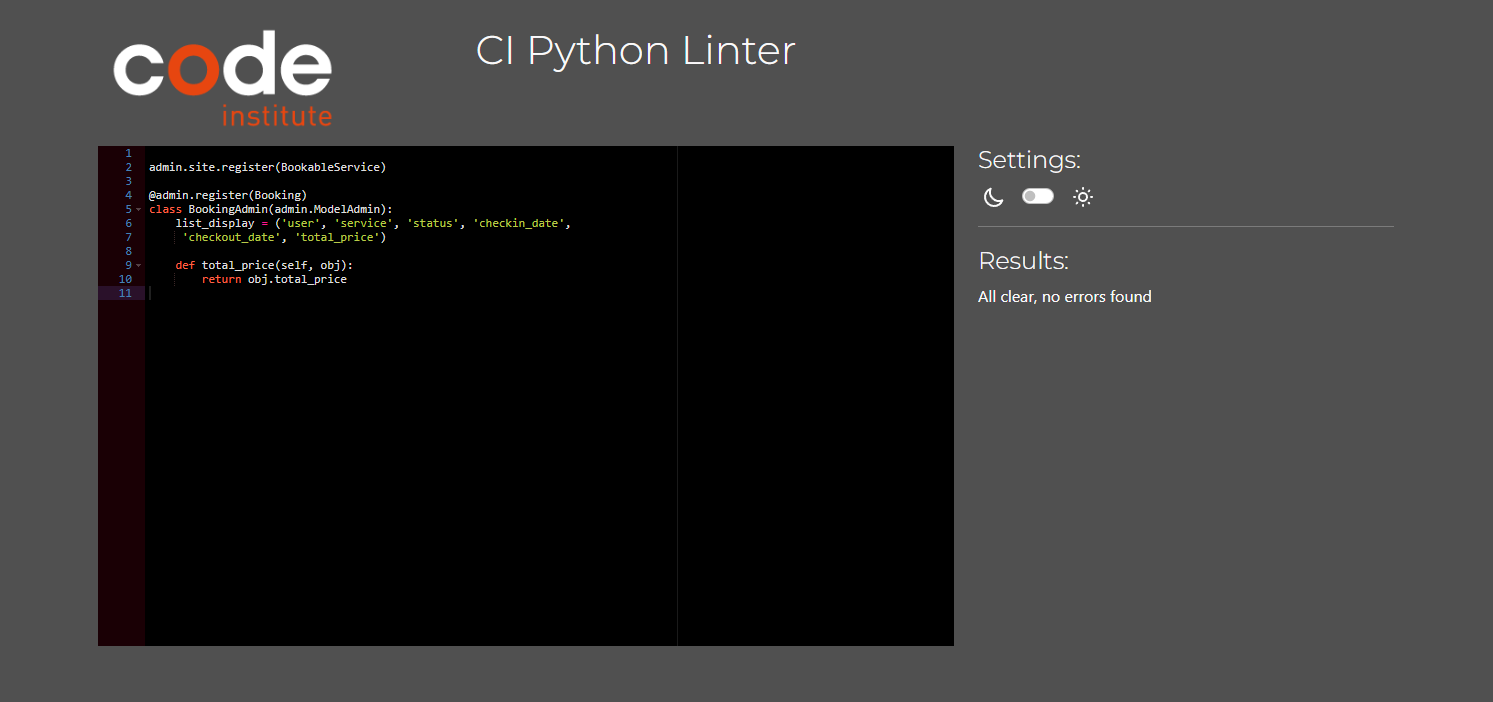 code
institute
CI Python Linter
1
2 admin.site.register(BookableService)
3
4 @admin.register(Booking)
5 class BookingAdmin(admin.ModelAdmin):
6     list_display = ('user', 'service', 'status', 'checkin_date',
7      'checkout_date', 'total_price')
8
9     def total_price(self, obj):
10         return obj.total_price
11
Settings:
Results:
All clear, no errors found